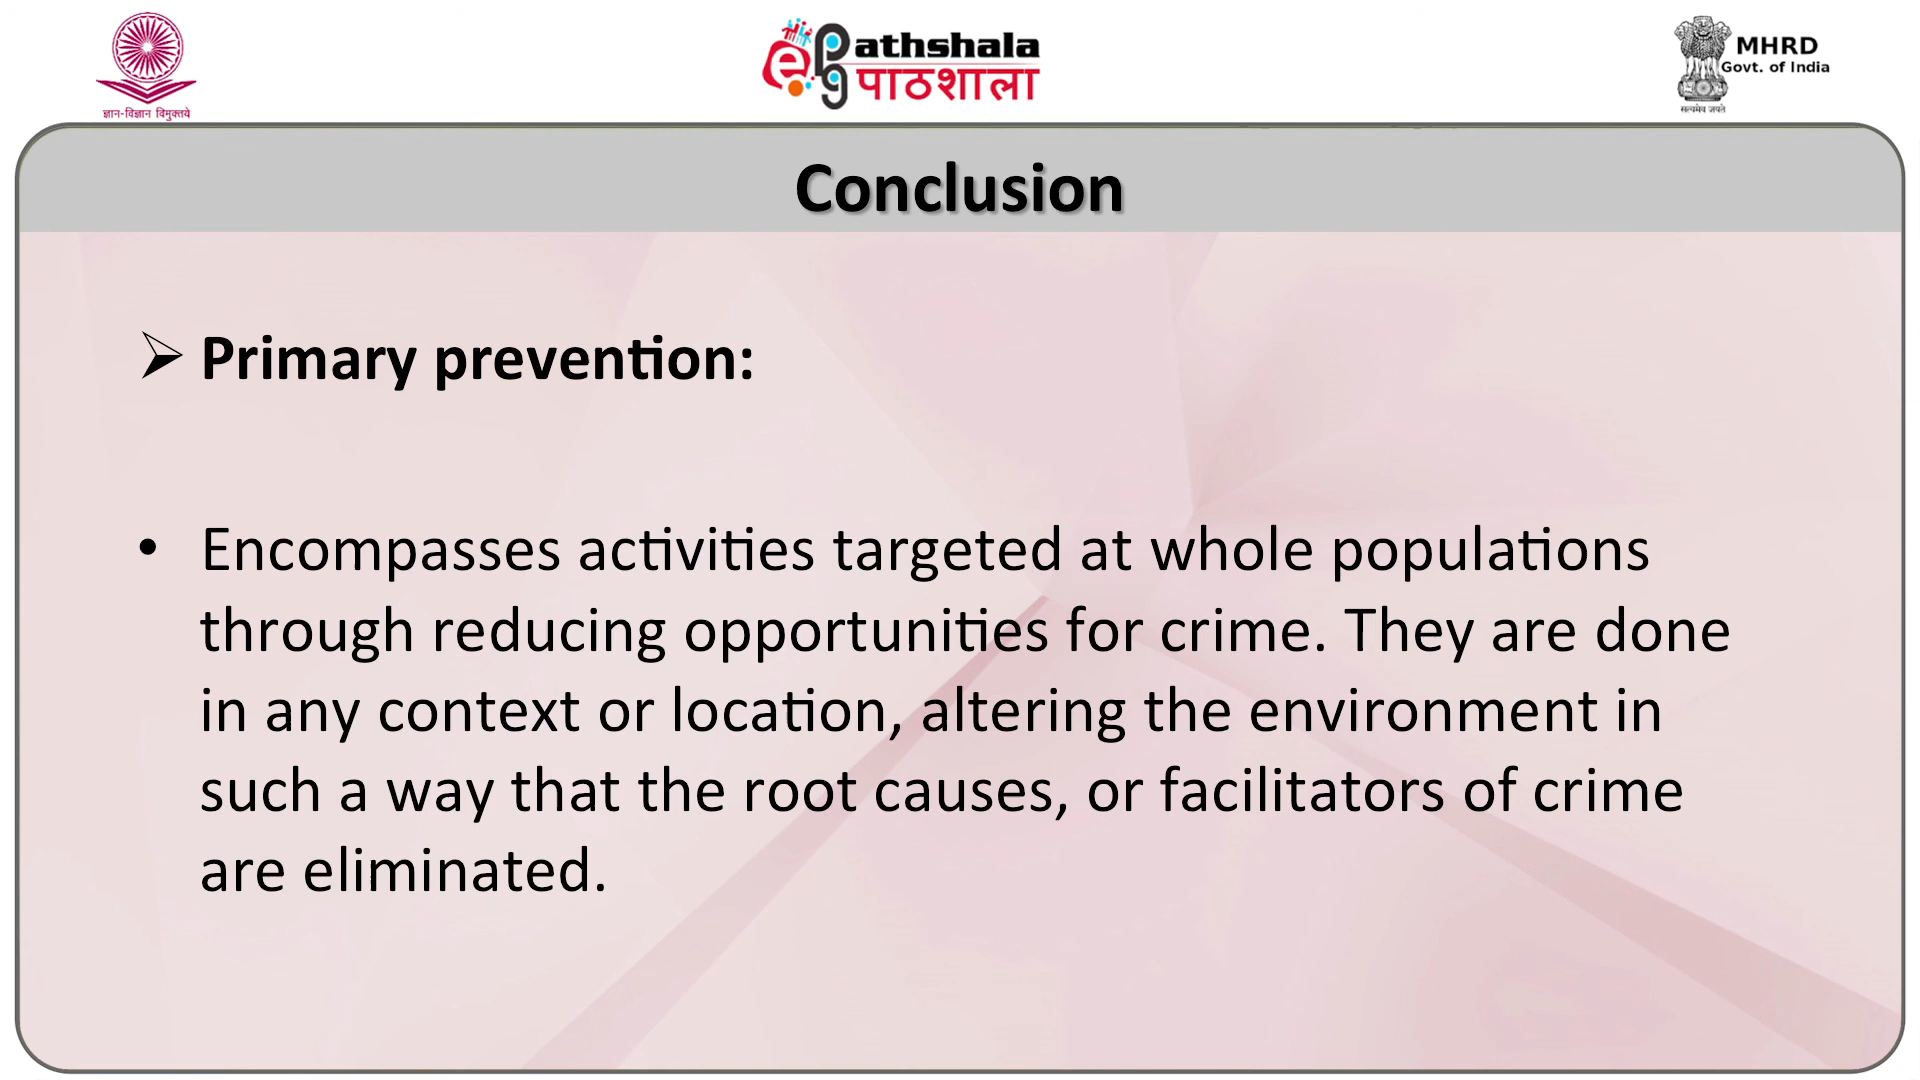 ज्ञान-विज्ञान विमुक्तये
e pg Pathshala
पाठशाला
MHRD
Govt. of India
सत्यमेव जयते
Conclusion
➢ Primary prevention:
• Encompasses activities targeted at whole populations
through reducing opportunities for crime. They are done
in any context or location, altering the environment in
such a way that the root causes, or facilitators of crime
are eliminated.